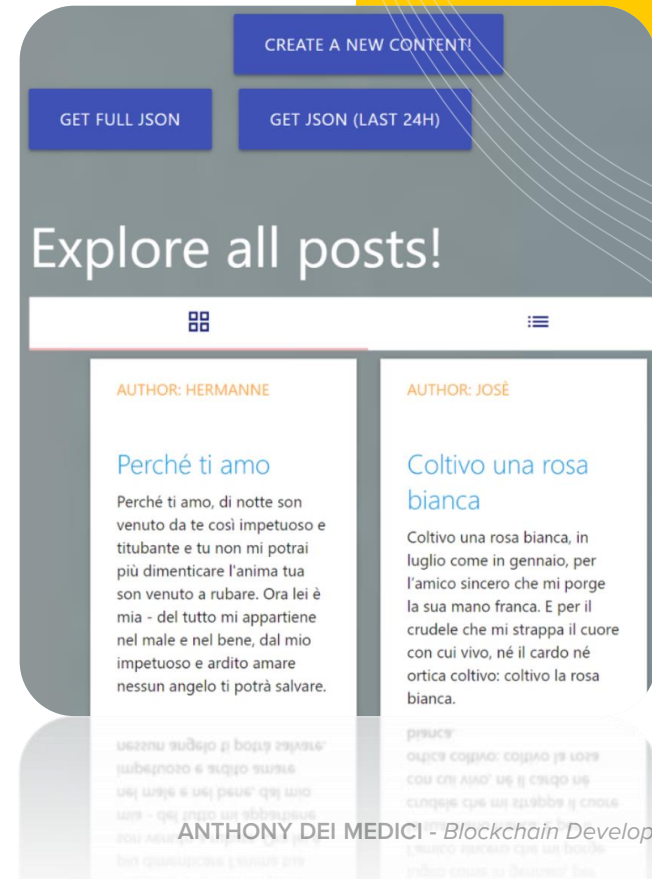 CREATE A NEW CONTENT!
GET FULL JSON
GET JSON (LAST 24H)
Explore all posts!
AUTHOR: HERMANNE
Perché ti amo
Perché ti amo, di notte son
venuto da te così impetuoso e
titubante e tu non mi potrai
più dimenticare l'anima tua
son venuto a rubare. Ora lei è
mia - del tutto mi appartiene
nel male e nel bene, dal mio
impetuoso e ardito amare
nessun angelo ti potrà salvare.
AUTHOR: JOSÈ
Coltivo una rosa
bianca
Coltivo una rosa bianca, in
luglio come in gennaio, per
l’amico sincero che mi porge
la sua mano franca. E per il
crudele che mi strappa il cuore
con cui vivo, né il cardo né
ortica coltivo: coltivo la rosa
bianca.
ANTHONY DEI MEDICI - Blockchain Develop